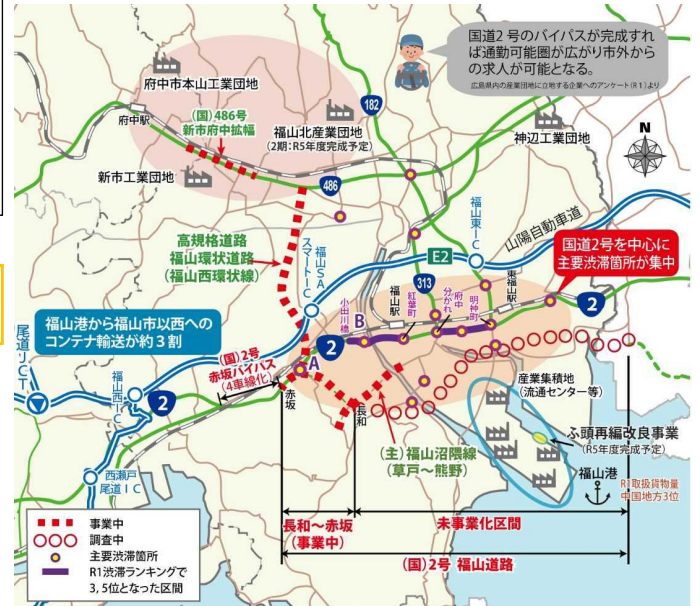 国道2号のバイパスが完成すれ
ば通勤可能圏が広がり市外から
の求人が可能となる。
広島県内の産業団地に立地する企業へのアンケート(R1)より
府中市本山工業団地
府中駅
(国)486号
新市府中拡幅
182
福山北産業団地
(2期:R5年度完成予定)
神辺工業団地
N
新市工業団地
486
高規格道路
福山環状道路
(福山西環状線)
福山SA
スマートIC
福山東IC
山陽自動車道
E2
国道2号を中心に
主要渋滞箇所が集中
313
福山駅
東福山駅
小田川橋
紅葉町
府中
分かれ
明神町
B
2
2
福山港から福山市以西への
コンテナ輸送が約3割
尾道JCT
福山西IC
2
西瀬戸
尾道IC
(国)2号
赤坂バイパス
(4車線化)
A
赤坂
長和
(主)福山沼隈線
(草戸~熊野)
産業集積地
(流通センター等)
ふ頭再編改良事業
(R5年度完成予定)
福山港
R1取扱貨物量
中国地方3位
事業中
調査中
主要渋滞箇所
R1渋滞ランキングで
3,5位となった区間
長和~赤坂
(事業中)
未事業化区間
(国)2号 福山道路